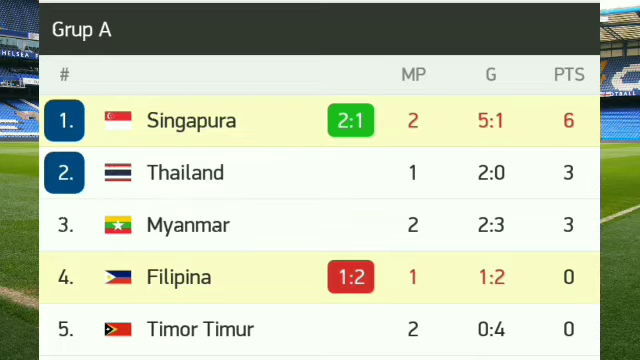 Grup A
# MP G PTS
1. Singapura 2:1 2 5:1 6
2. Thailand 1 2:0 3
3. Myanmar 2 2:3 3
4. Filipina 1:2 1 1:2 0
5. Timor Timur 2 0:4 0